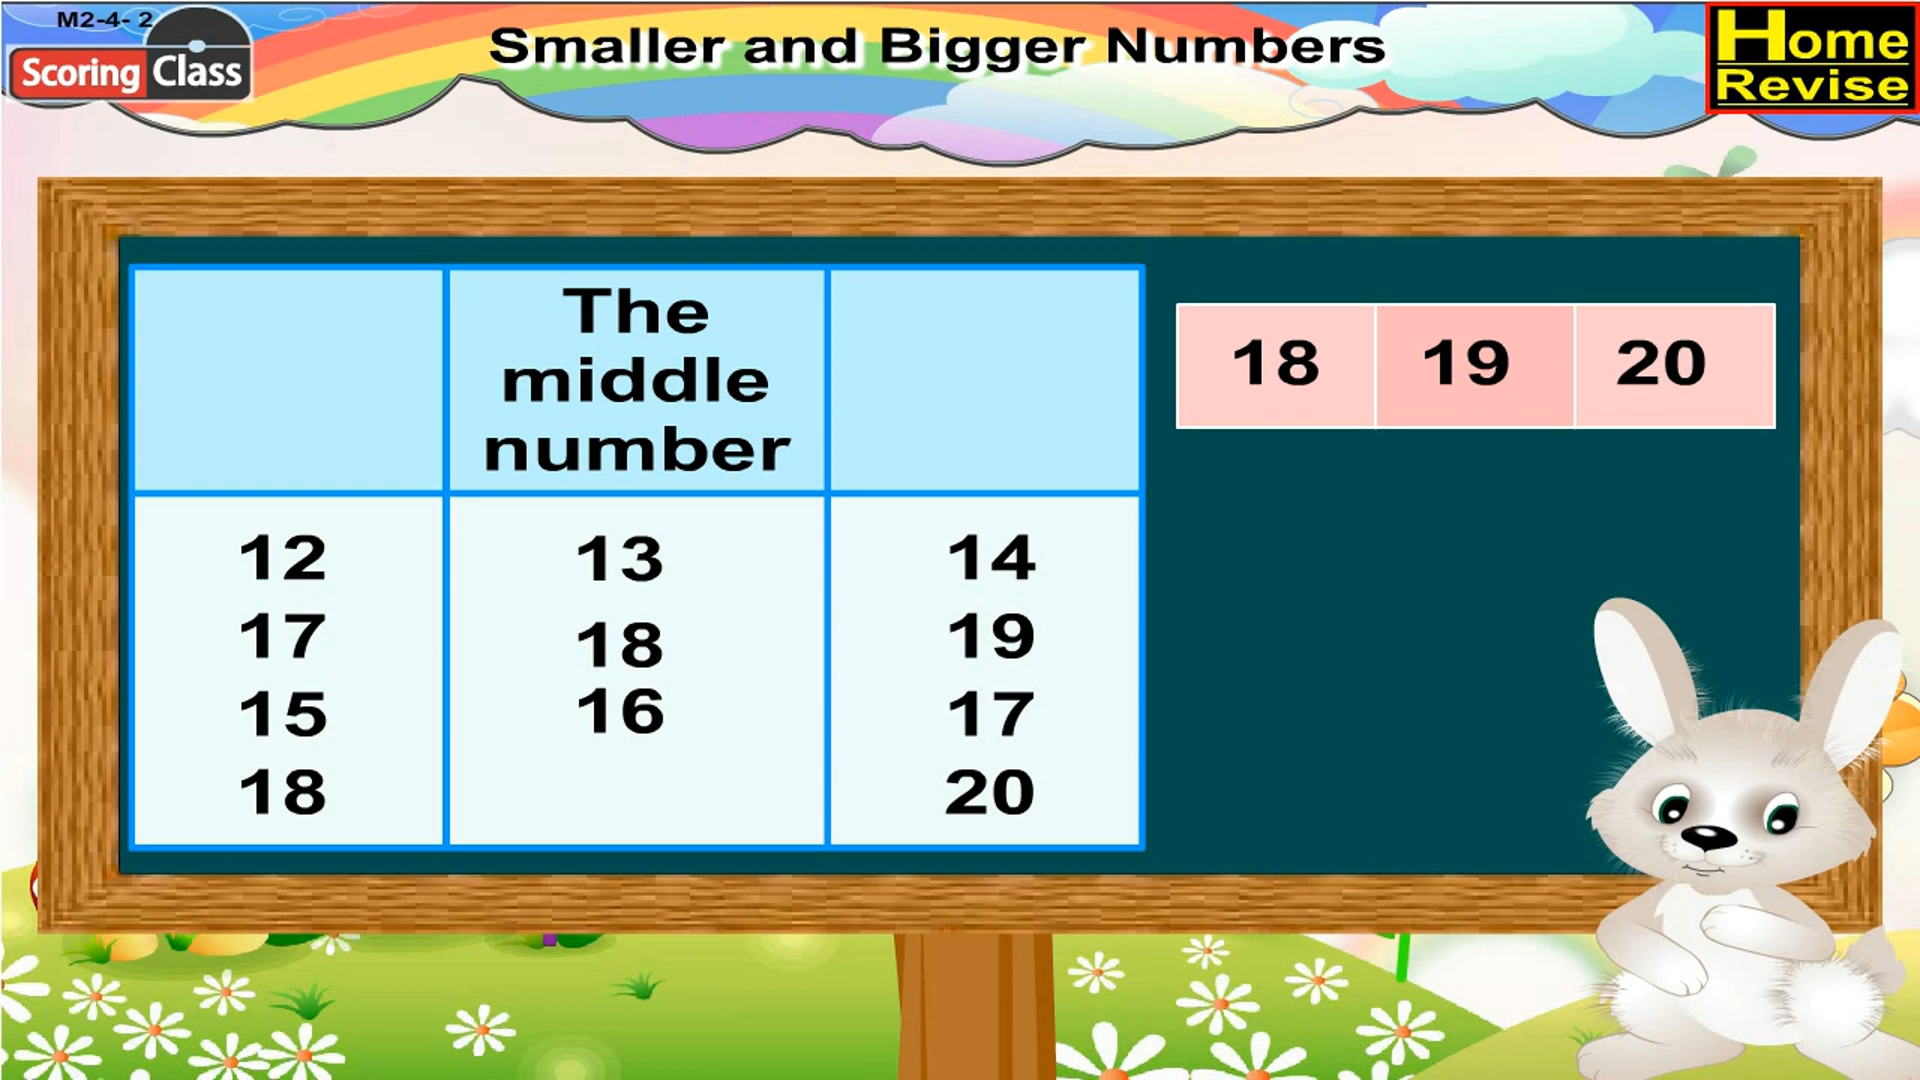 M2-4- 2
Scoring Class
Smaller and Bigger Numbers
Home
Revise
The
middle
number
12 13 14
17 18 19
15 16 17
18 20
18 19 20